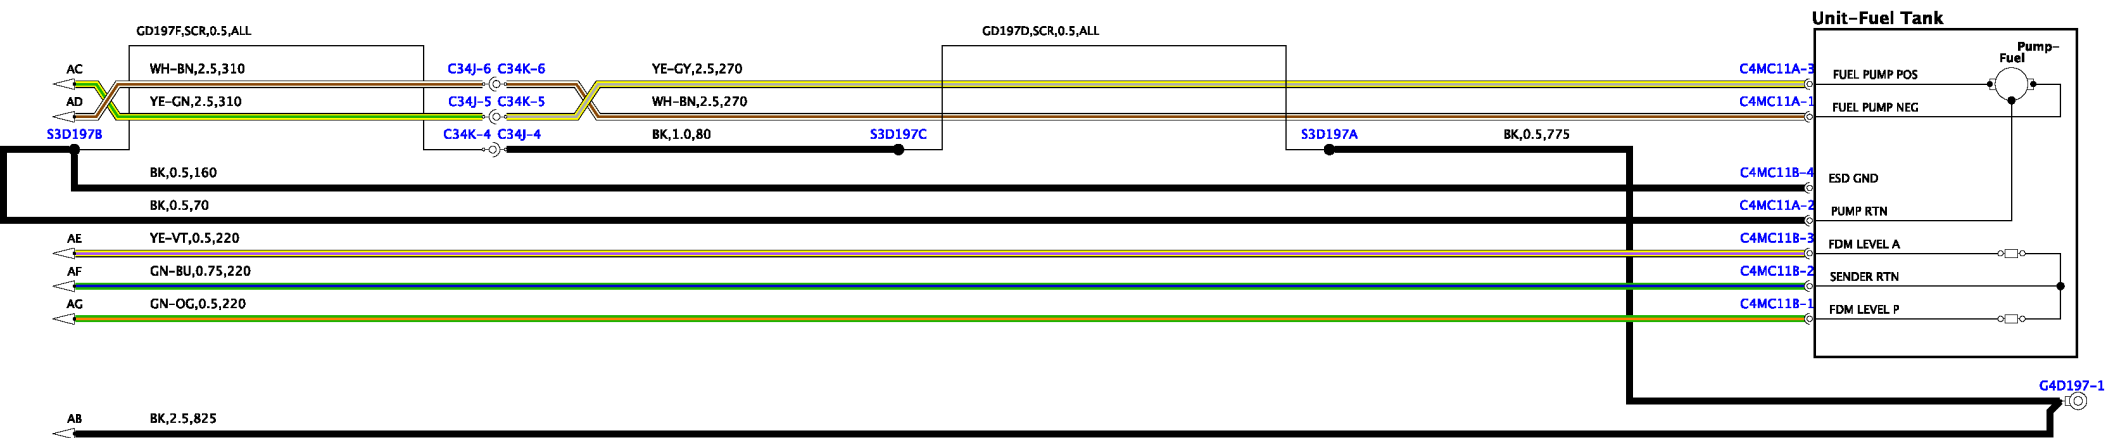 Unit-Fuel Tank
GD197F,SCR,0.5,ALL
GD197D,SCR,0.5,ALL
Pump-
Fuel
AC
WH-BN,2.5,310
C34J-6 C34K-6
YE-GY,2.5,270
C4MC11A-3
FUEL PUMP POS
AD
YE-GN,2.5,310
C34J-5 C34K-5
WH-BN,2.5,270
C4MC11A-1
FUEL PUMP NEG
S3D197B
C34K-4 C34J-4
BK,1.0,80
S3D197C
S3D197A
BK,0.5,775
BK,0.5,160
C4MC11B-4
ESD GND
BK,0.5,70
C4MC11A-2
PUMP RTN
AE
YE-VT,0.5,220
C4MC11B-3
FDM LEVEL A
AF
GN-BU,0.75,220
C4MC11B-2
SENDER RTN
AG
GN-OG,0.5,220
C4MC11B-1
FDM LEVEL P
G4D197-1
AB
BK,2.5,825